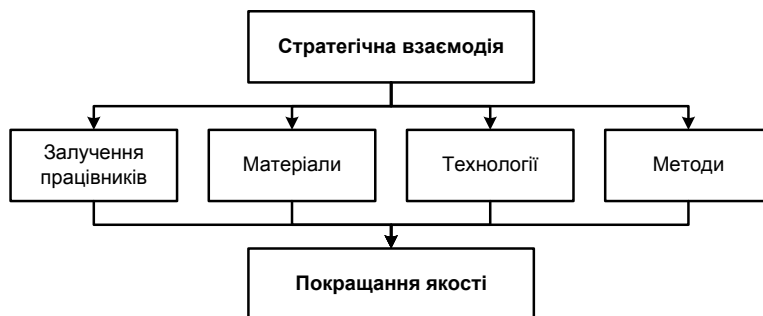 Стратегічна взаємодія
Залучення
працівників
Матеріали
Технології
Методи
Покращання якості